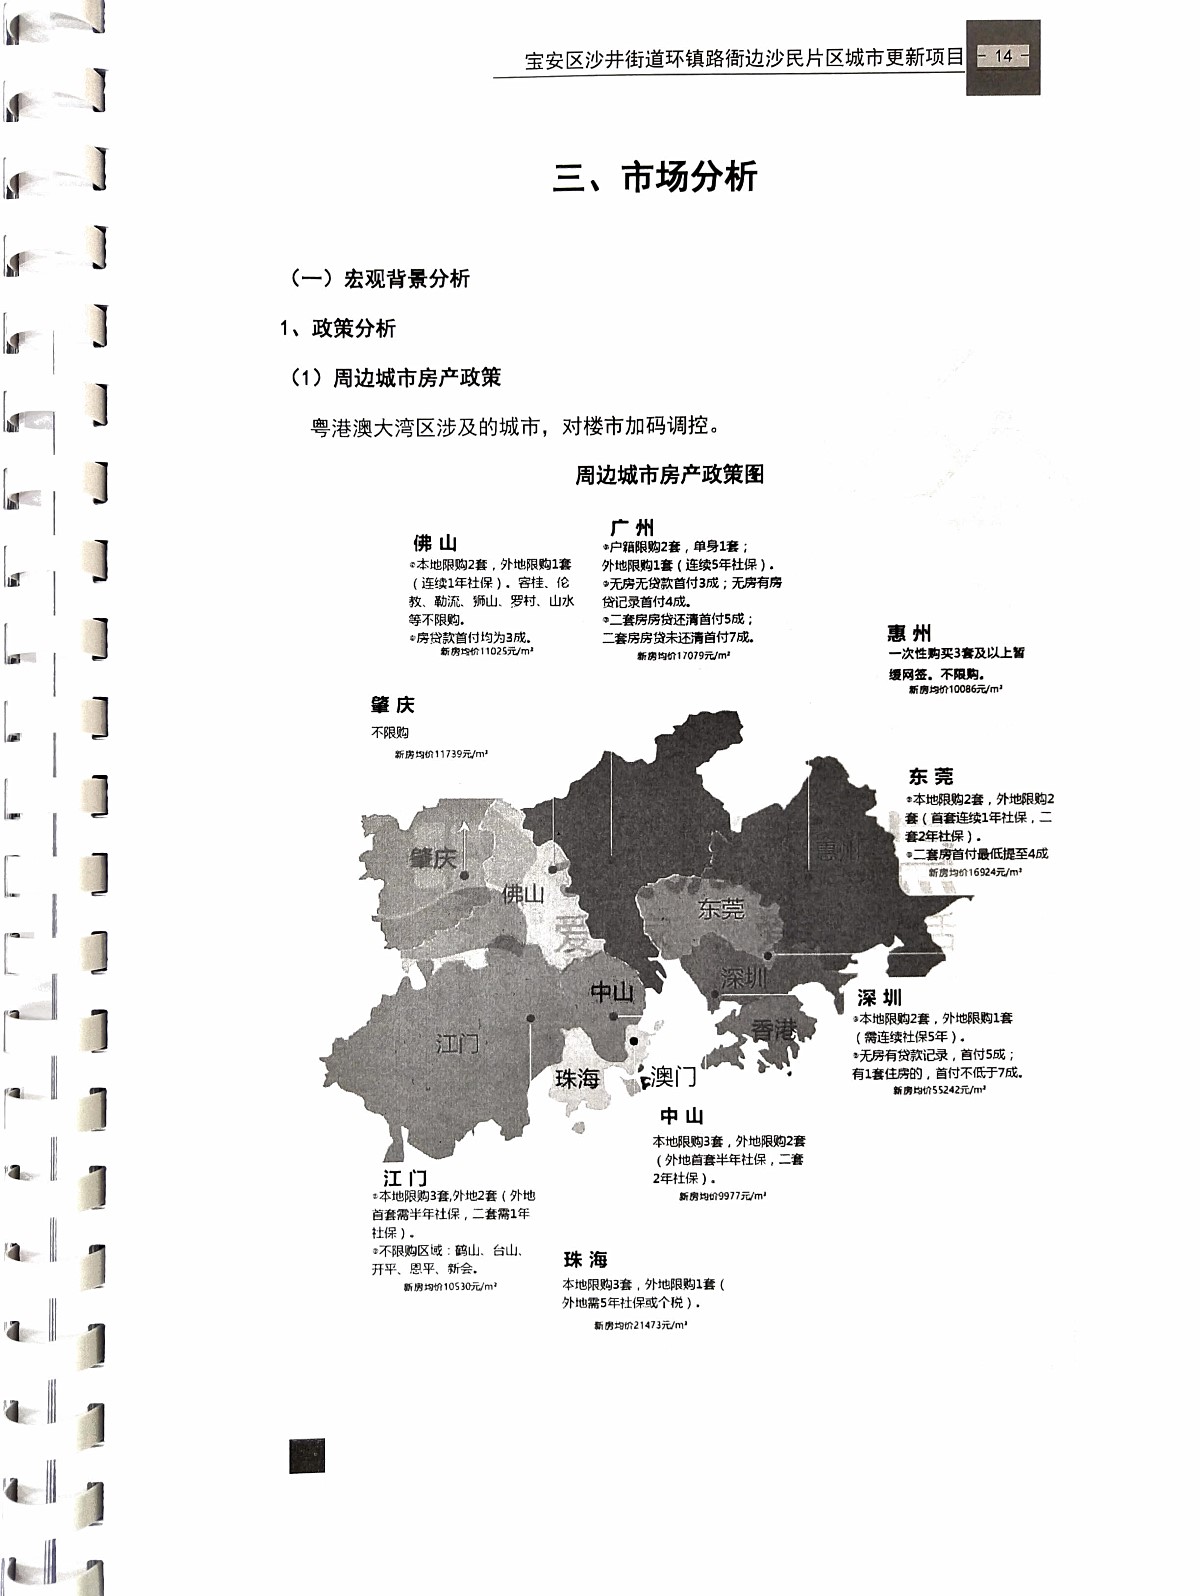 宝安区沙井街道环镇路衙边沙民片区城市更新项目
- 14 -
三、市场分析
（一）宏观背景分析
1、政策分析
（1）周边城市房产政策
粤港澳大湾区涉及的城市，对楼市加码调控。
周边城市房产政策图
佛山
①本地限购2套，外地限购1套
（连续1年社保）。容桂、伦
教、勒流、狮山、罗村、山水
等不限购。
②房贷款首付均为3成。
新房均价11025元/m²
广州
①户籍限购2套，单身1套；
外地限购1套（连续5年社保）。
②无房无贷款首付3成；无房有房
贷记录首付4成。
③二套房房贷还清首付5成；
二套房房贷未还清首付7成。
新房均价17079元/m²
惠州
一次性购买3套及以上暂
缓网签。不限购。
新房均价10086元/m²
肇庆
不限购
新房均价11739元/m²
东莞
①本地限购2套，外地限购2
套（首套连续1年社保，二
套2年社保）。
②二套房首付最低提至4成
新房均价16924元/m²
肇庆
佛山
惠州
东莞
爱
深圳
中山
江门
香港
珠海
澳门
深圳
①本地限购2套，外地限购1套
（需连续社保5年）。
②无房有贷款记录，首付5成；
有1套住房的，首付不低于7成。
新房均价55242元/m²
中山
本地限购3套，外地限购2套
（外地首套半年社保，二套
2年社保）。
新房均价9977元/m²
江门
①本地限购3套,外地2套（外地
首套需半年社保，二套需1年
社保）。
②不限购区域：鹤山、台山、
开平、恩平、新会。
新房均价10530元/m²
珠海
本地限购3套，外地限购1套（
外地需5年社保或个税）。
新房均价21473元/m²